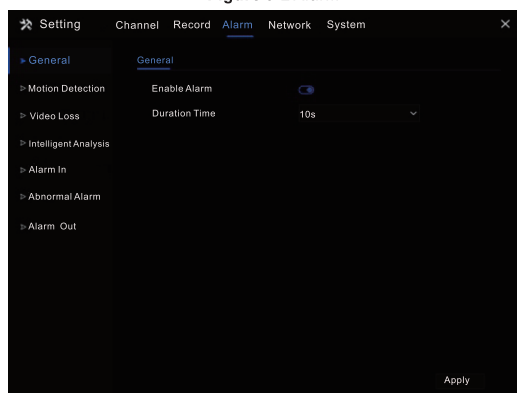 Setting Channel Record Alarm Network System
General
Motion Detection
Video Loss
Intelligent Analysis
Alarm In
Abnormal Alarm
Alarm Out
General
Enable Alarm
Duration Time 10s
Apply